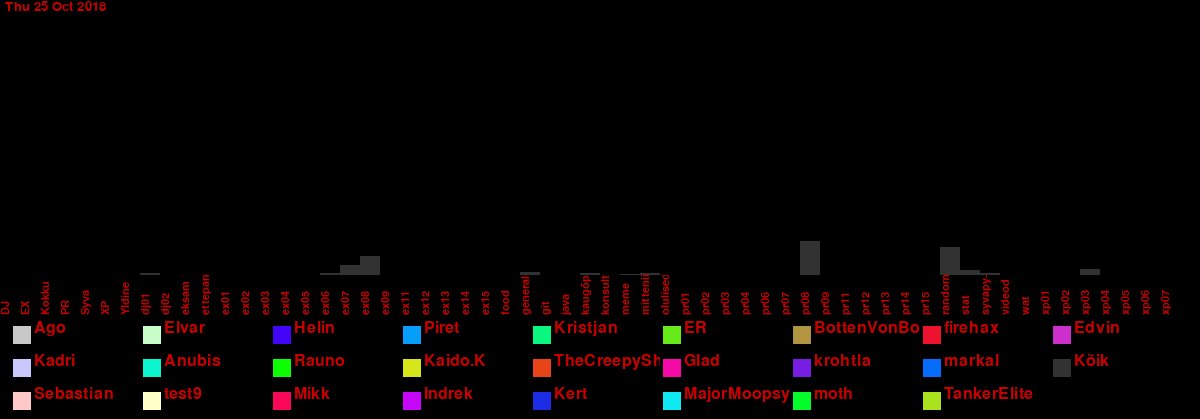 Thu 25 Oct 2018
DJ
EX
Kokku
PR
Syva
XP
Yldine
dj01
dj02
eksam
ettepan
ex01
ex02
ex03
ex04
ex05
ex06
ex07
ex08
ex09
ex11
ex12
ex13
ex14
ex15
food
general
git
java
kaugõp
konsult
meme
mitteniii
olulised
pr01
pr02
pr03
pr04
pr06
pr07
pr08
pr09
pr11
pr12
pr13
pr14
pr15
random
stat
syvapy-
videod
wat
xp01
xp02
xp03
xp04
xp05
xp06
xp07
Ago Elvar Helin Piret Kristjan ER BottenVonBo firehax Edvin
Kadri Anubis Rauno Kaido.K TheCreepySh Glad krohtla markal Kõik
Sebastian test9 Mikk Indrek Kert MajorMoopsy moth TankerElite